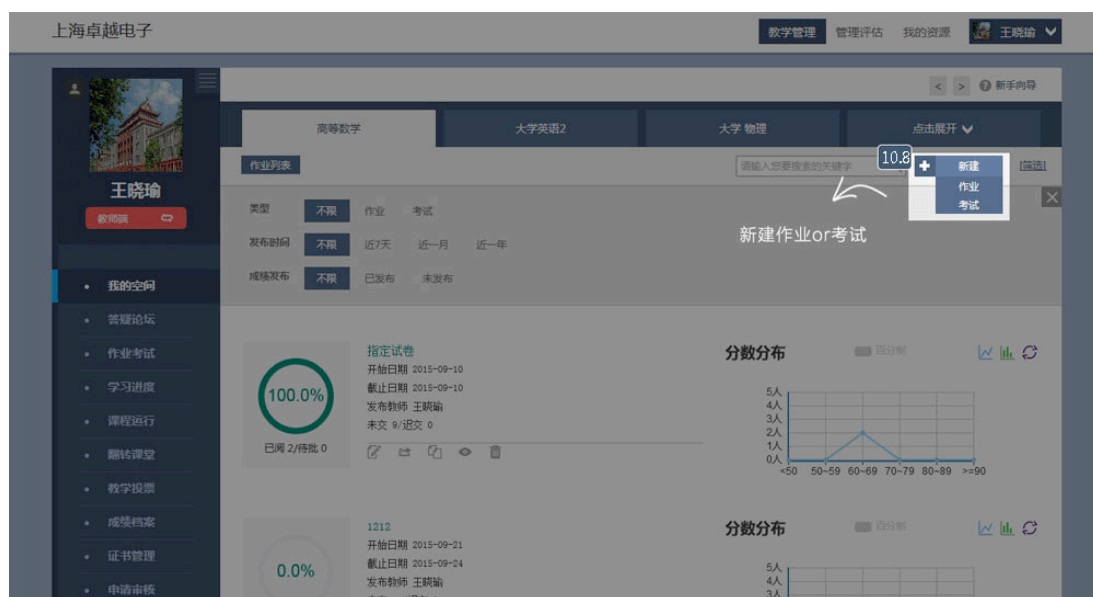 上海卓越电子
教学管理 管理评估 我的资源 王晓瑜
< > 新手向导
高等数学 大学英语2 大学 物理 点击展开
作业列表 请输入您要搜索的关键字 10.8 + 新建 [筛选]
作业
考试
新建作业or考试
王晓瑜
教师端
类型 不限 作业 考试
发布时间 不限 近7天 近一月 近一年
成绩发布 不限 已发布 未发布
我的空间
答疑论坛
作业考试
学习进度
课程运行
翻转课堂
教学投票
成绩档案
证书管理
申请审核
100.0%
已阅 2/待批 0
指定试卷
开始日期 2015-09-10
截止日期 2015-09-10
发布教师 王晓瑜
未交 9/迟交 0
分数分布 百分制
5人
4人
3人
2人
1人
0人
<50 50~59 60~69 70~79 80~89 >=90
0.0%
1212
开始日期 2015-09-21
截止日期 2015-09-24
发布教师 王晓瑜
分数分布 百分制
5人
4人
3人